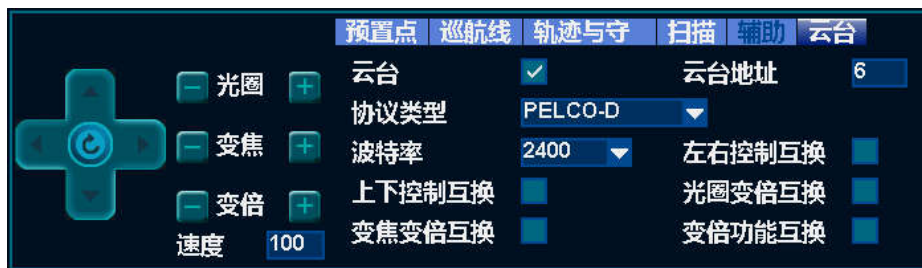 预置点 巡航线 轨迹与守 扫描 辅助 云台
云台 云台地址 6
光圈
协议类型 PELCO-D
变焦
波特率 2400 左右控制互换
上下控制互换 光圈变倍互换
变倍
变焦变倍互换 变倍功能互换
速度 100